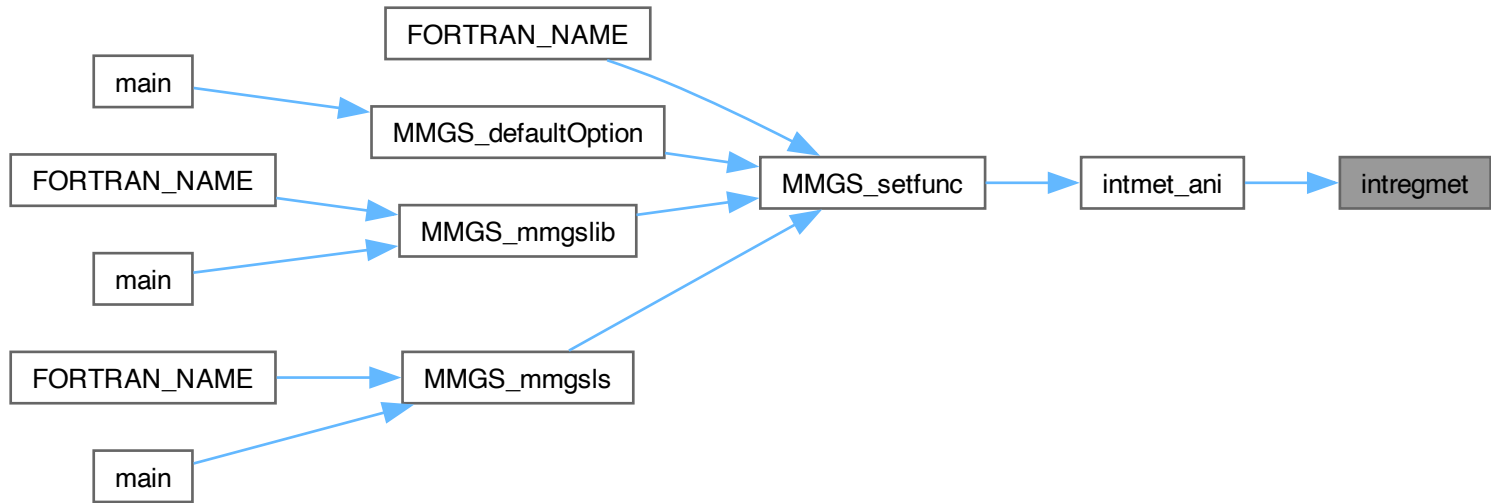 FORTRAN_NAME
main
MMGS_defaultOption
FORTRAN_NAME
MMGS_setfunc
intmet_ani
intregmet
MMGS_mmgslib
main
FORTRAN_NAME
MMGS_mmgsls
main